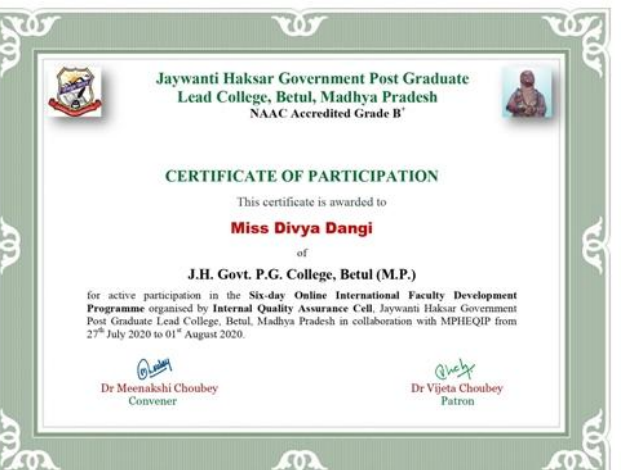 Jaywanti Haksar Government Post Graduate
Lead College, Betul, Madhya Pradesh
NAAC Accredited Grade B+
CERTIFICATE OF PARTICIPATION
This certificate is awarded to
Miss Divya Dangi
of
J.H. Govt. P.G. College, Betul (M.P.)
for active participation in the Six-day Online International Faculty Development
Programme organised by Internal Quality Assurance Cell, Jaywanti Haksar Government
Post Graduate Lead College, Betul, Madhya Pradesh in collaboration with MPHEQIP from
27th July 2020 to 01st August 2020.
Dr Meenakshi Choubey
Convener
Dr Vijeta Choubey
Patron